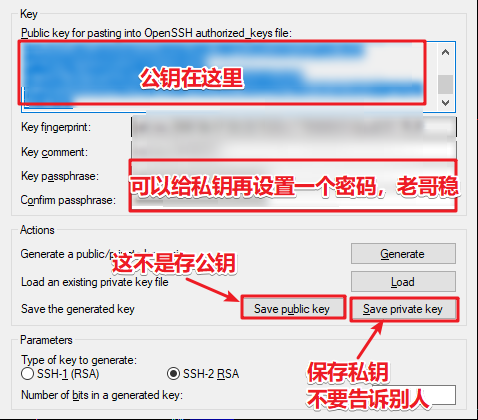 Key
Public key for pasting into OpenSSH authorized_keys file:
公钥在这里
Key fingerprint:
Key comment:
Key passphrase:
可以给私钥再设置一个密码，老哥稳
Confirm passphrase:
Actions
Generate a public/private
Generate
这不是存公钥
Load an existing private key file
Load
Save the generated key
Save public key
Save private key
Parameters
Type of key to generate:
保存私钥
SSH-1 (RSA)
SSH-2 RSA
不要告诉别人
Number of bits in a generated key: